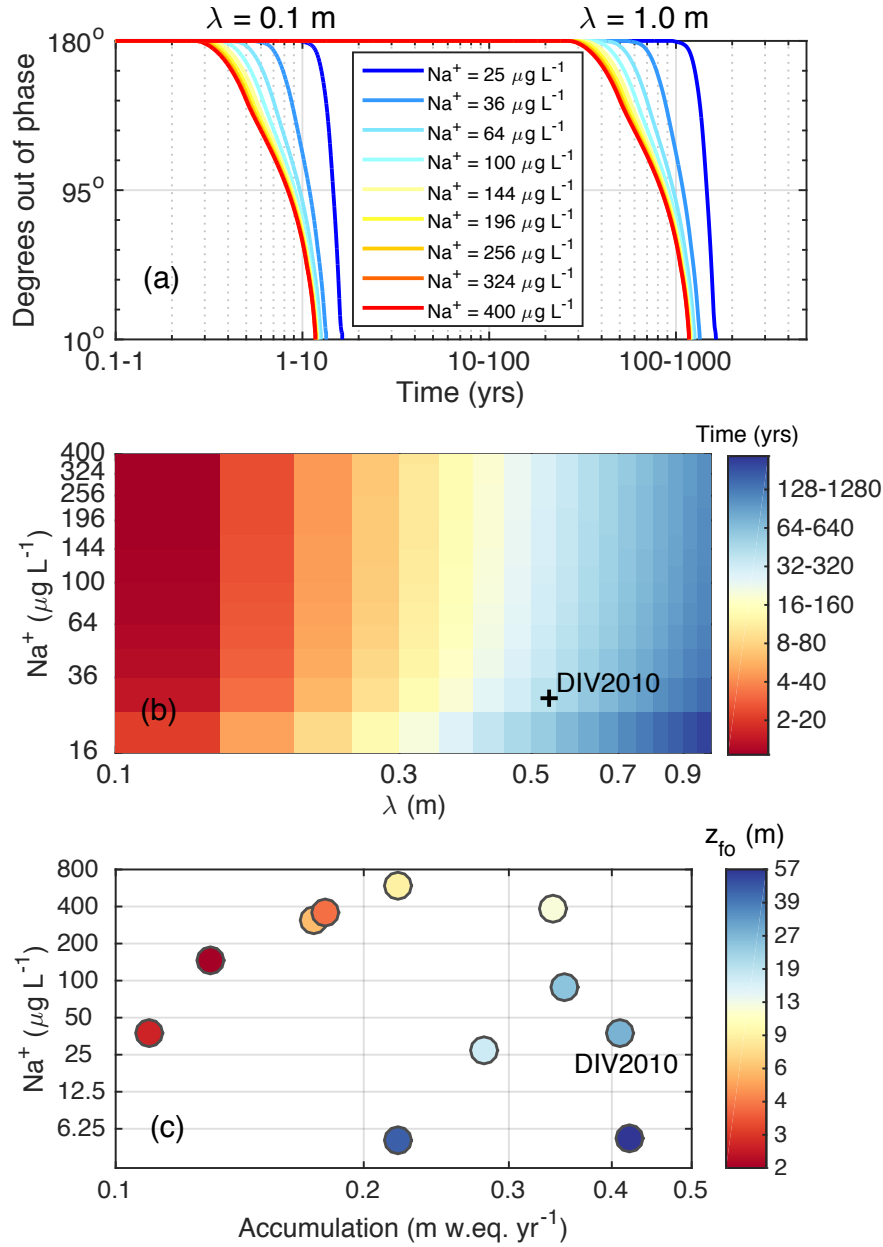 λ = 0.1 m
λ = 1.0 m
180°
95°
10°
Degrees out of phase
Na⁺ = 25 μg L⁻¹
Na⁺ = 36 μg L⁻¹
Na⁺ = 64 μg L⁻¹
Na⁺ = 100 μg L⁻¹
Na⁺ = 144 μg L⁻¹
Na⁺ = 196 μg L⁻¹
Na⁺ = 256 μg L⁻¹
Na⁺ = 324 μg L⁻¹
Na⁺ = 400 μg L⁻¹
(a)
0.1-1
1-10
10-100
100-1000
Time (yrs)
Time (yrs)
400
324
256
196
144
100
64
36
16
Na⁺ (μg L⁻¹)
DIV2010
(b)
0.1
0.3
0.5
0.7
0.9
λ (m)
128-1280
64-640
32-320
16-160
8-80
4-40
2-20
z_fo (m)
800
400
200
100
50
25
12.5
6.25
Na⁺ (μg L⁻¹)
DIV2010
(c)
0.1
0.2
0.3
0.4
0.5
Accumulation (m w.eq. yr⁻¹)
57
39
27
19
13
9
6
4
3
2